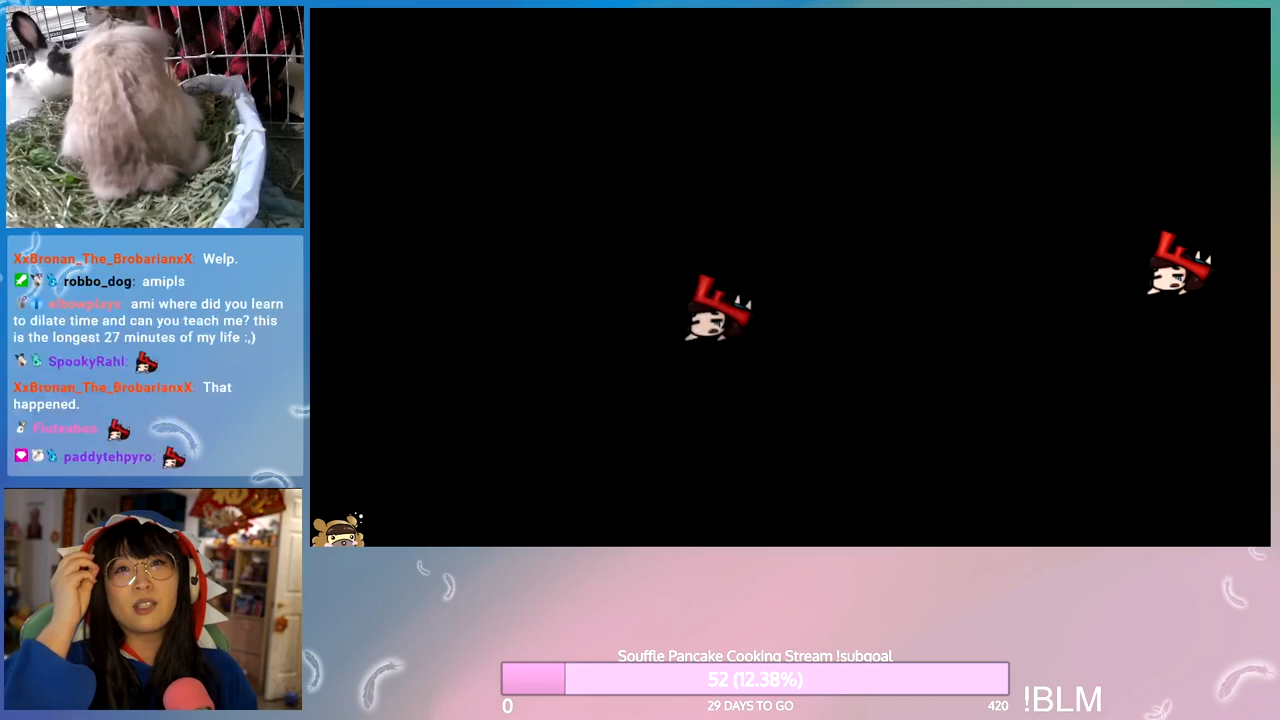 XxBronan_The_BrobarianxX: Welp.
robbo_dog: amipls
elbowplays: ami where did you learn
to dilate time and can you teach me? this
is the longest 27 minutes of my life :,)
SpookyRahl:
XxBronan_The_BrobarianxX: That
happened.
paddytehpyro:
Souffle Pancake Cooking Stream !subgoal
52 (12.38%)
0
29 DAYS TO GO
420
!BLM